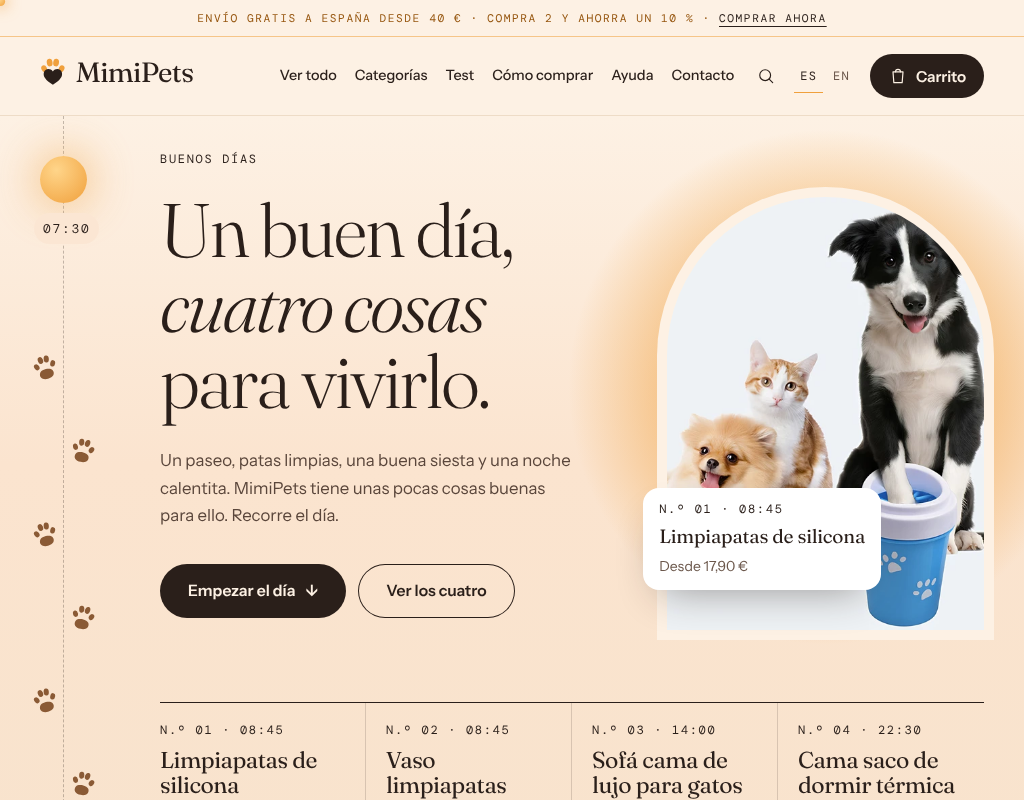 ENVÍO GRATIS A ESPAÑA DESDE 40 € · COMPRA 2 Y AHORRA UN 10 % · COMPRAR AHORA
MimiPets
Ver todo
Categorías
Test
Cómo comprar
Ayuda
Contacto
ES
EN
Carrito
07:30
BUENOS DÍAS
Un buen día,
cuatro cosas
para vivirlo.
Un paseo, patas limpias, una buena siesta y una noche
calentita. MimiPets tiene unas pocas cosas buenas
para ello. Recorre el día.
Empezar el día
Ver los cuatro
N.º 01 · 08:45
Limpiapatas de silicona
Desde 17,90 €
N.º 01 · 08:45
Limpiapatas de
silicona
N.º 02 · 08:45
Vaso
limpiapatas
N.º 03 · 14:00
Sofá cama de
lujo para gatos
N.º 04 · 22:30
Cama saco de
dormir térmica